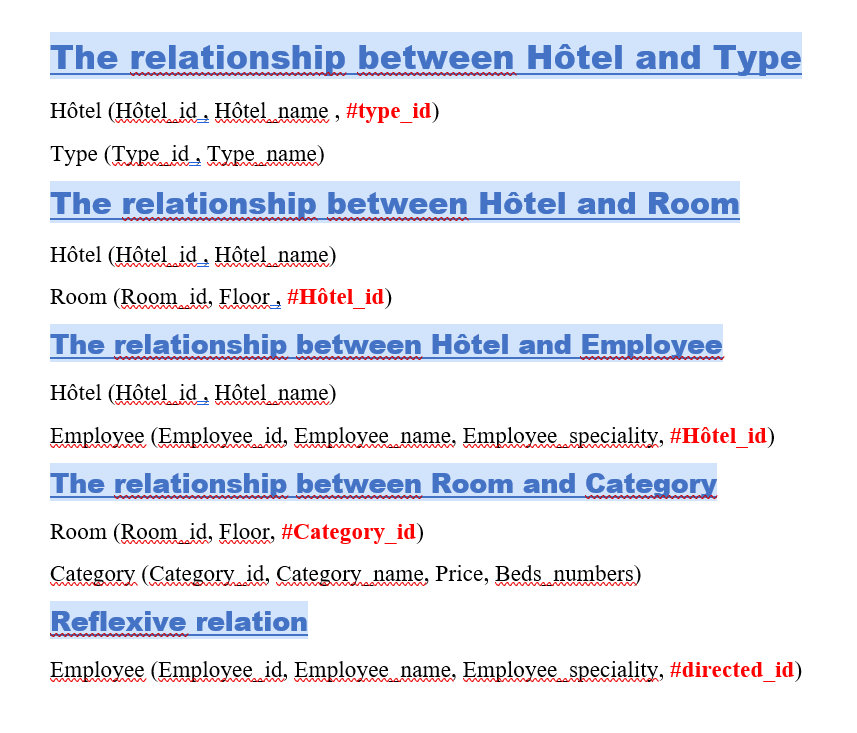 The relationship between Hôtel and Type
Hôtel (Hôtel_id , Hôtel_name , #type_id)
Type (Type_id , Type_name)
The relationship between Hôtel and Room
Hôtel (Hôtel_id , Hôtel_name)
Room (Room_id, Floor , #Hôtel_id)
The relationship between Hôtel and Employee
Hôtel (Hôtel_id , Hôtel_name)
Employee (Employee_id, Employee_name, Employee_speciality, #Hôtel_id)
The relationship between Room and Category
Room (Room_id, Floor, #Category_id)
Category (Category_id, Category_name, Price, Beds_numbers)
Reflexive relation
Employee (Employee_id, Employee_name, Employee_speciality, #directed_id)